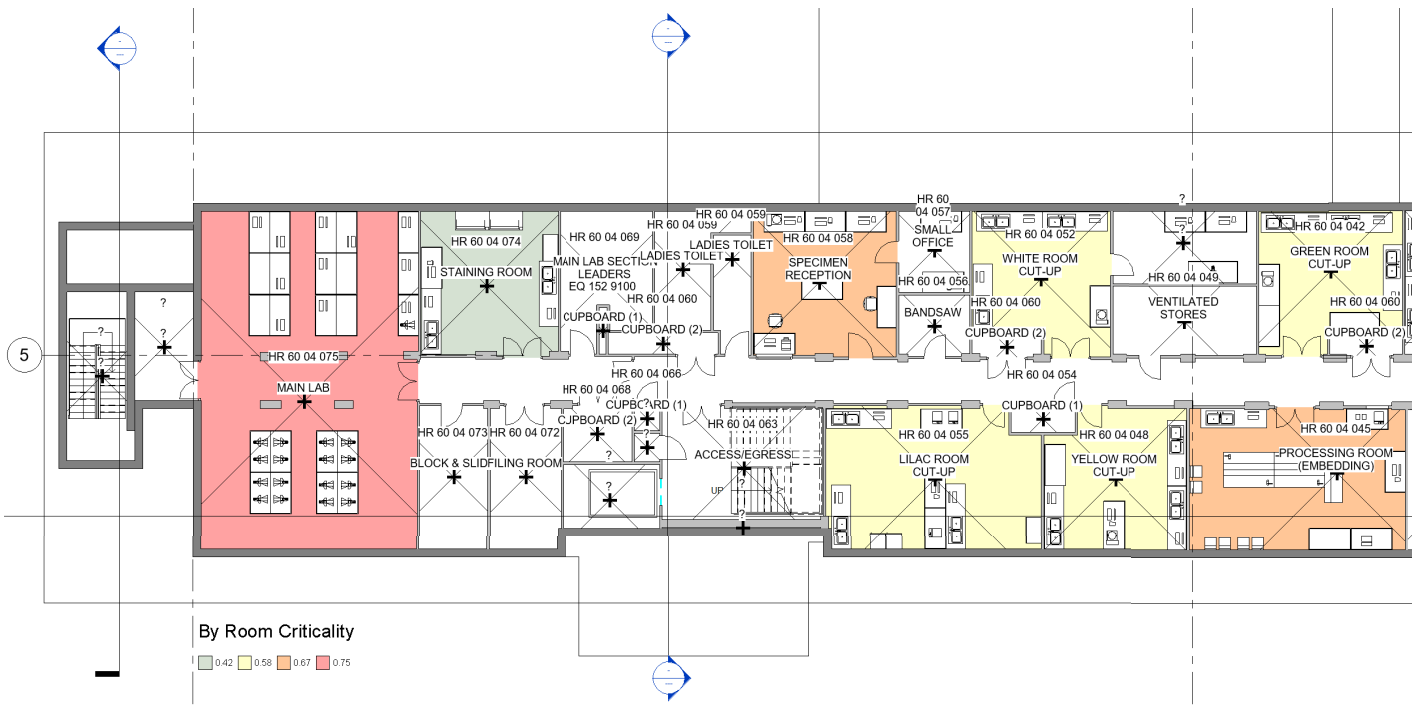 HR 60
04 057
?
HR 60 04 059
HR 60 04 059
HR 60 04 074
HR 60 04 069
HR 60 04 058
SMALL
OFFICE
HR 60 04 052
HR 60 04 042
?
STAINING ROOM
MAIN LAB SECTION
LEADERS
EQ 152 9100
LADIES TOILET
LADIES TOILET
SPECIMEN
RECEPTION
WHITE ROOM
CUT-UP
GREEN ROOM
CUT-UP
HR 60 04 056
HR 60 04 049
HR 60 04 060
HR 60 04 060
HR 60 04 060
?
?
CUPBOARD (1)
CUPBOARD (2)
BANDSAW
CUPBOARD (2)
VENTILATED
STORES
CUPBOARD (2)
?
?
?
5
HR 60 04 075
MAIN LAB
HR 60 04 066
HR 60 04 068
HR 60 04 054
?
CUPBOARD (1)
CUPBOARD (1)
CUPBOARD (2)
HR 60 04 073
HR 60 04 072
?
HR 60 04 063
HR 60 04 055
HR 60 04 048
HR 60 04 045
BLOCK & SLID
FILING ROOM
?
ACCESS/EGRESS
LILAC ROOM
CUT-UP
YELLOW ROOM
CUT-UP
PROCESSING ROOM
(EMBEDDING)
?
?
UP
?
By Room Criticality
0.42
0.58
0.67
0.75